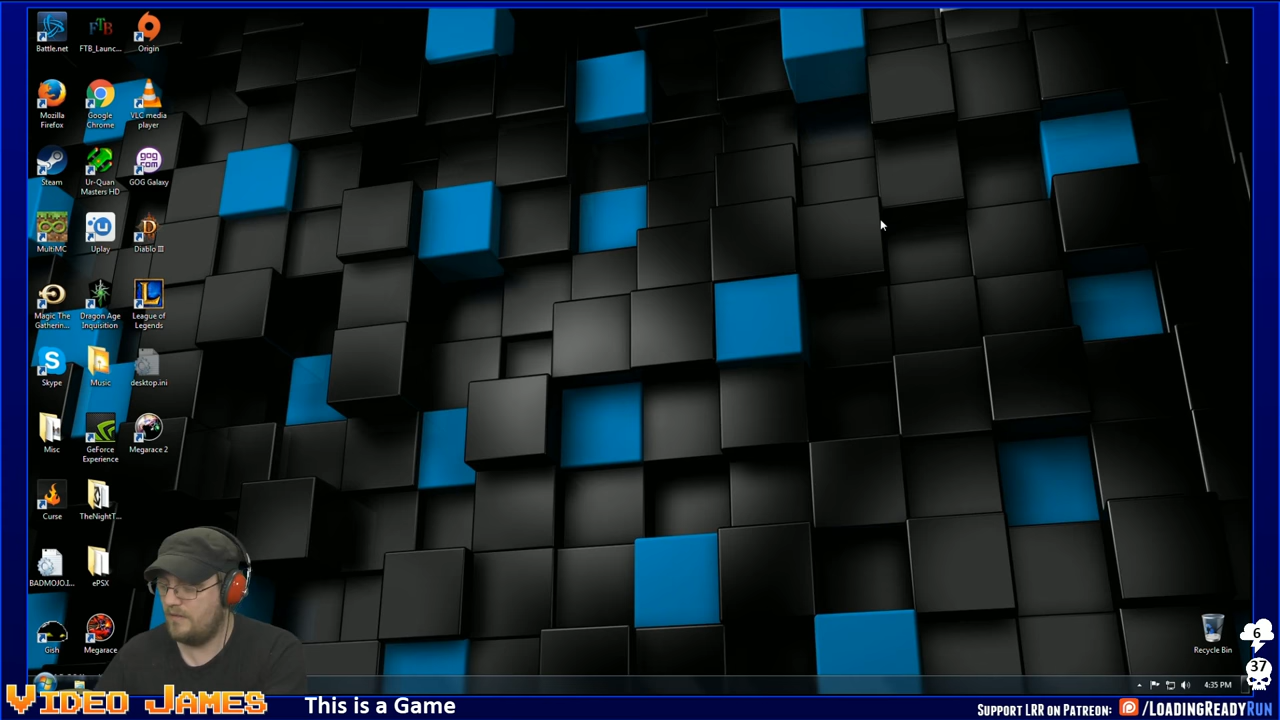 Battle.net
FTB_Launc...
Origin
Mozilla
Firefox
Google
Chrome
VLC media
player
Steam
Ur-Quan
Masters HD
GOG
COM
GOG Galaxy
MultiMC
Uplay
Diablo III
Magic The
Gatherin...
Dragon Age
Inquisition
League of
Legends
Skype
Music
desktop.ini
Misc
GeForce
Experience
Megarace 2
Curse
TheNightT...
BADMOJO.I...
ePSX
Gish
Megarace
Recycle Bin
6
37
4:35 PM
VIDEO JAMES
This is a Game
SUPPORT LRR ON PATREON: /LOADINGREADYRUN